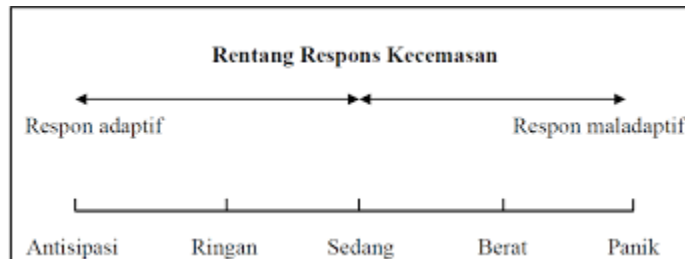 Rentang Respons Kecemasan
Respon adaptif Respon maladaptif
Antisipasi Ringan Sedang Berat Panik